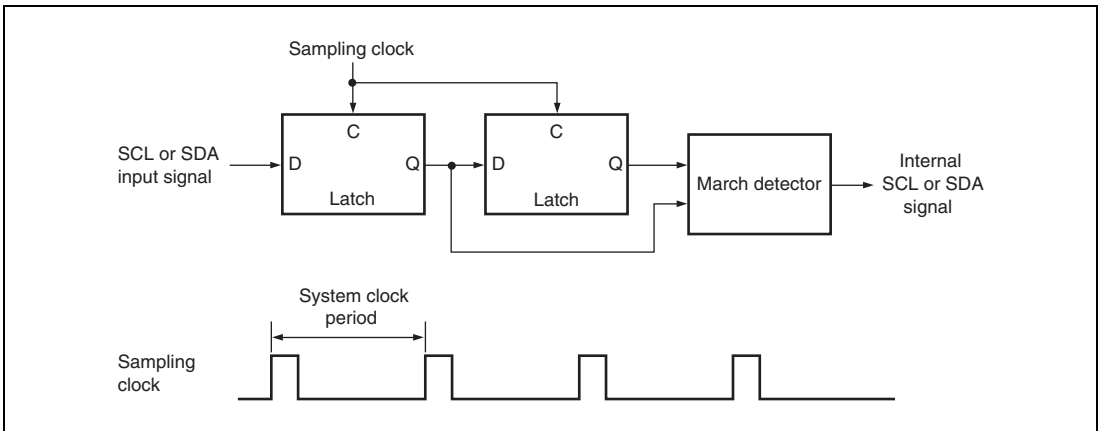 Sampling clock
C
C
SCL or SDA
input signal
D
Q
D
Q
Latch
Latch
March detector
Internal
SCL or SDA
signal
System clock
period
Sampling
clock